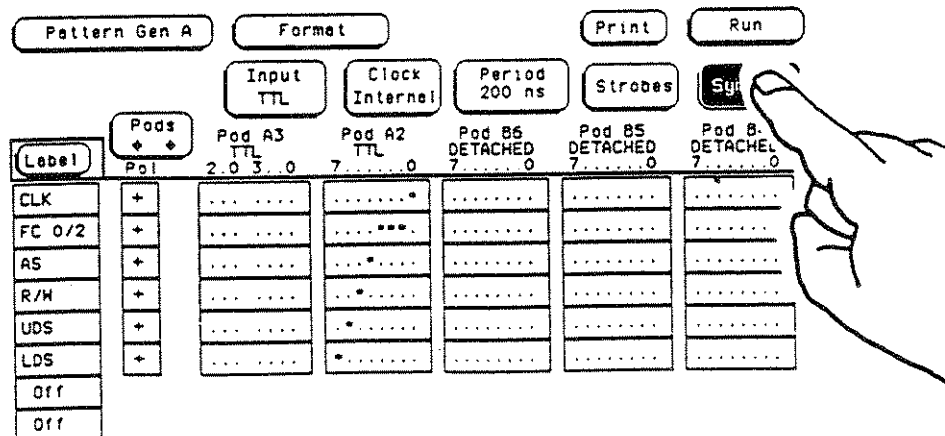 Pattern Gen A Format Print Run
Input TTL Clock Internal Period 200 ns Strobes
Label Pods Pol Pod A3 TTL 2.0 3..0 Pod A2 TTL 7......0 Pod B6 DETACHED 7......0 Pod B5 DETACHED 7......0 Pod 7......0
CLK +
FC 0/2 +
AS +
R/W +
UDS +
LDS +
Off
Off